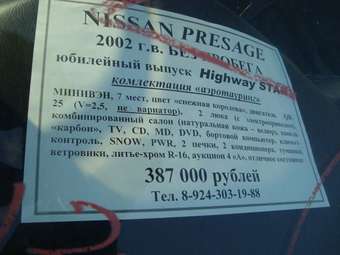 NISSAN PRESAGE
2002 г.в. БЕЗ ПРОБЕГА
юбилейный выпуск Highway STAR
комлектация «аэротауринг»
МИНИВЭН, 7 мест, цвет «снежная королева», двигатель QR-
25 (V=2,5, не вариатор), 2 люка (с электроприводом),
комбинированный салон (натуральная кожа – велюр), панель
«карбон», TV, CD, MD, DVD, бортовой компьютер, климат-
контроль, SNOW, PWR, 2 печки, 2 кондиционера, туманки,
ветровики, литье-хром R-16, аукцион 4 «А», отличное состояние
387 000 рублей
Тел. 8-924-303-19-88